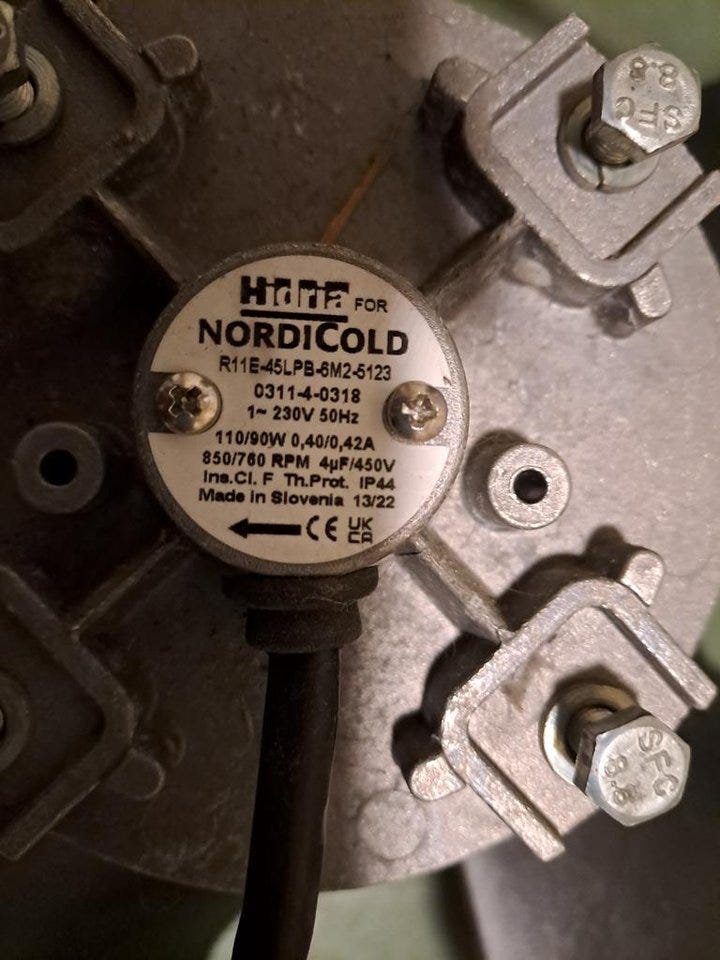 Hidria FOR
NORDICOLD
R11E-45LPB-6M2-5123
0311-4-0318
1~ 230V 50Hz
110/90W 0,40/0,42A
850/760 RPM 4µF/450V
Ins.Cl. F Th.Prot. IP44
Made in Slovenia 13/22
CE UK
CA
SFC
8.8
SFC
8.8